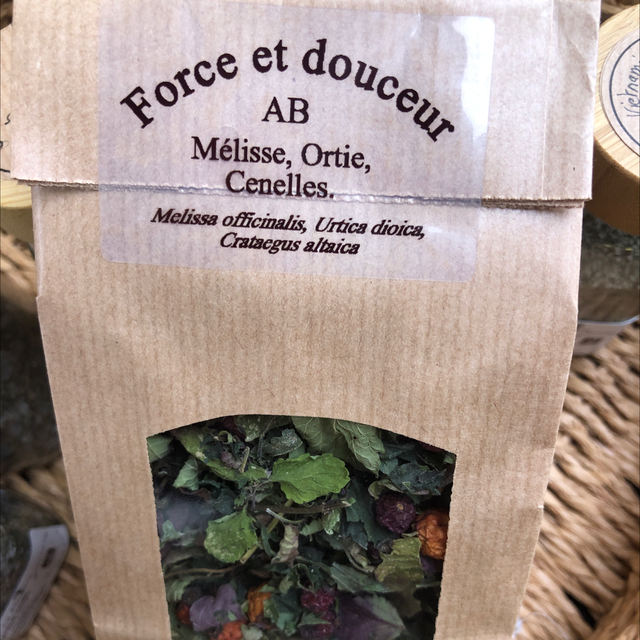 Force et douceur
AB
Mélisse, Ortie,
Cenelles.
Melissa officinalis, Urtica dioica,
Crataegus altaica